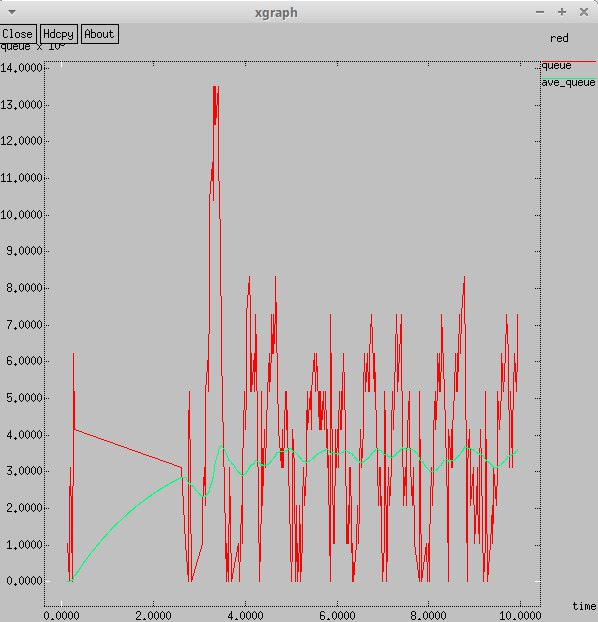 xgraph
Close Hdcpy About
queue x 10³
red
queue
ave_queue
14.0000
13.0000
12.0000
11.0000
10.0000
9.0000
8.0000
7.0000
6.0000
5.0000
4.0000
3.0000
2.0000
1.0000
0.0000
time
0.0000 2.0000 4.0000 6.0000 8.0000 10.0000